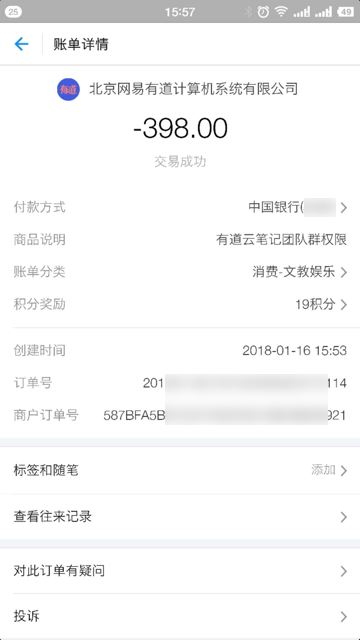 25 15:57 49
账单详情
有道 北京网易有道计算机系统有限公司
-398.00
交易成功
付款方式 中国银行(
商品说明 有道云笔记团队群权限
账单分类 消费-文教娱乐
积分奖励 19积分
创建时间 2018-01-16 15:53
订单号 201 114
商户订单号 587BFA5B 921
标签和随笔 添加
查看往来记录
对此订单有疑问
投诉